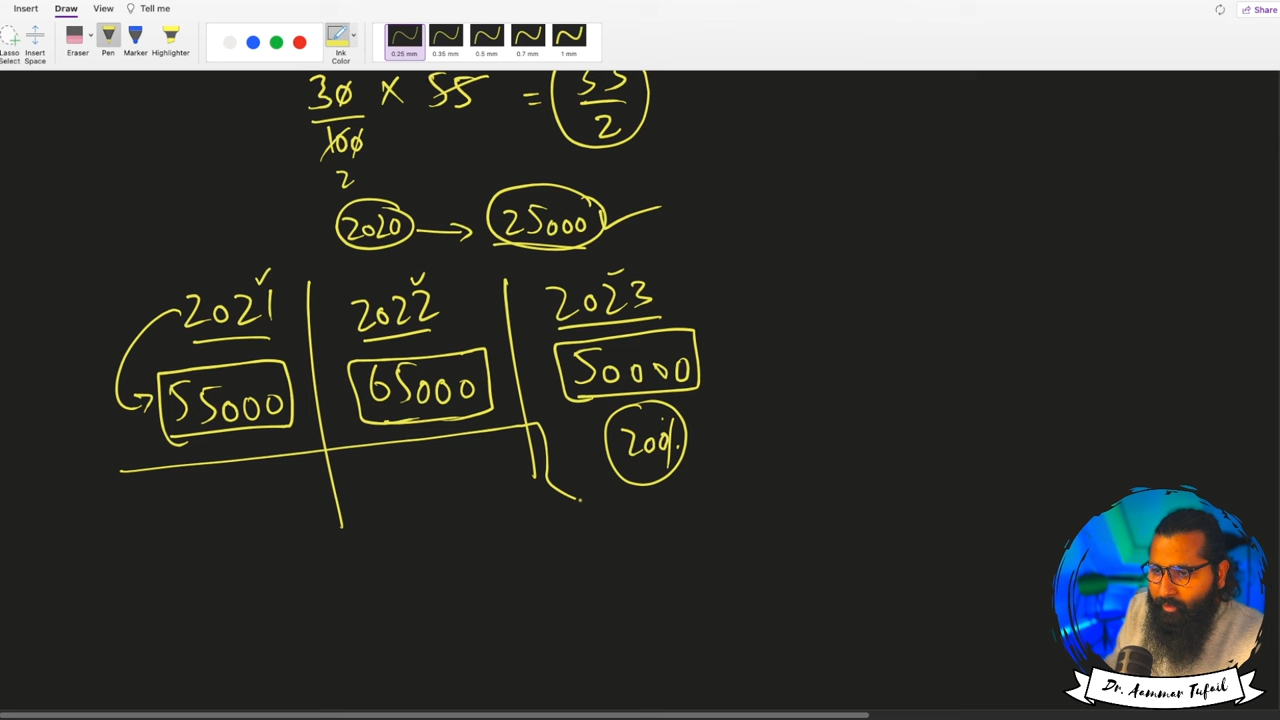 Insert Draw View Tell me
Share
Lasso Select
Insert Space
Eraser
Pen
Marker
Highlighter
Ink Color
0.25 mm
0.35 mm
0.5 mm
0.7 mm
1 mm
30 × 55 = 33
100 2
2
2020 → 25000
2021 2022 2023
55000 65000 50000
200%
Dr. Aammar Tufail